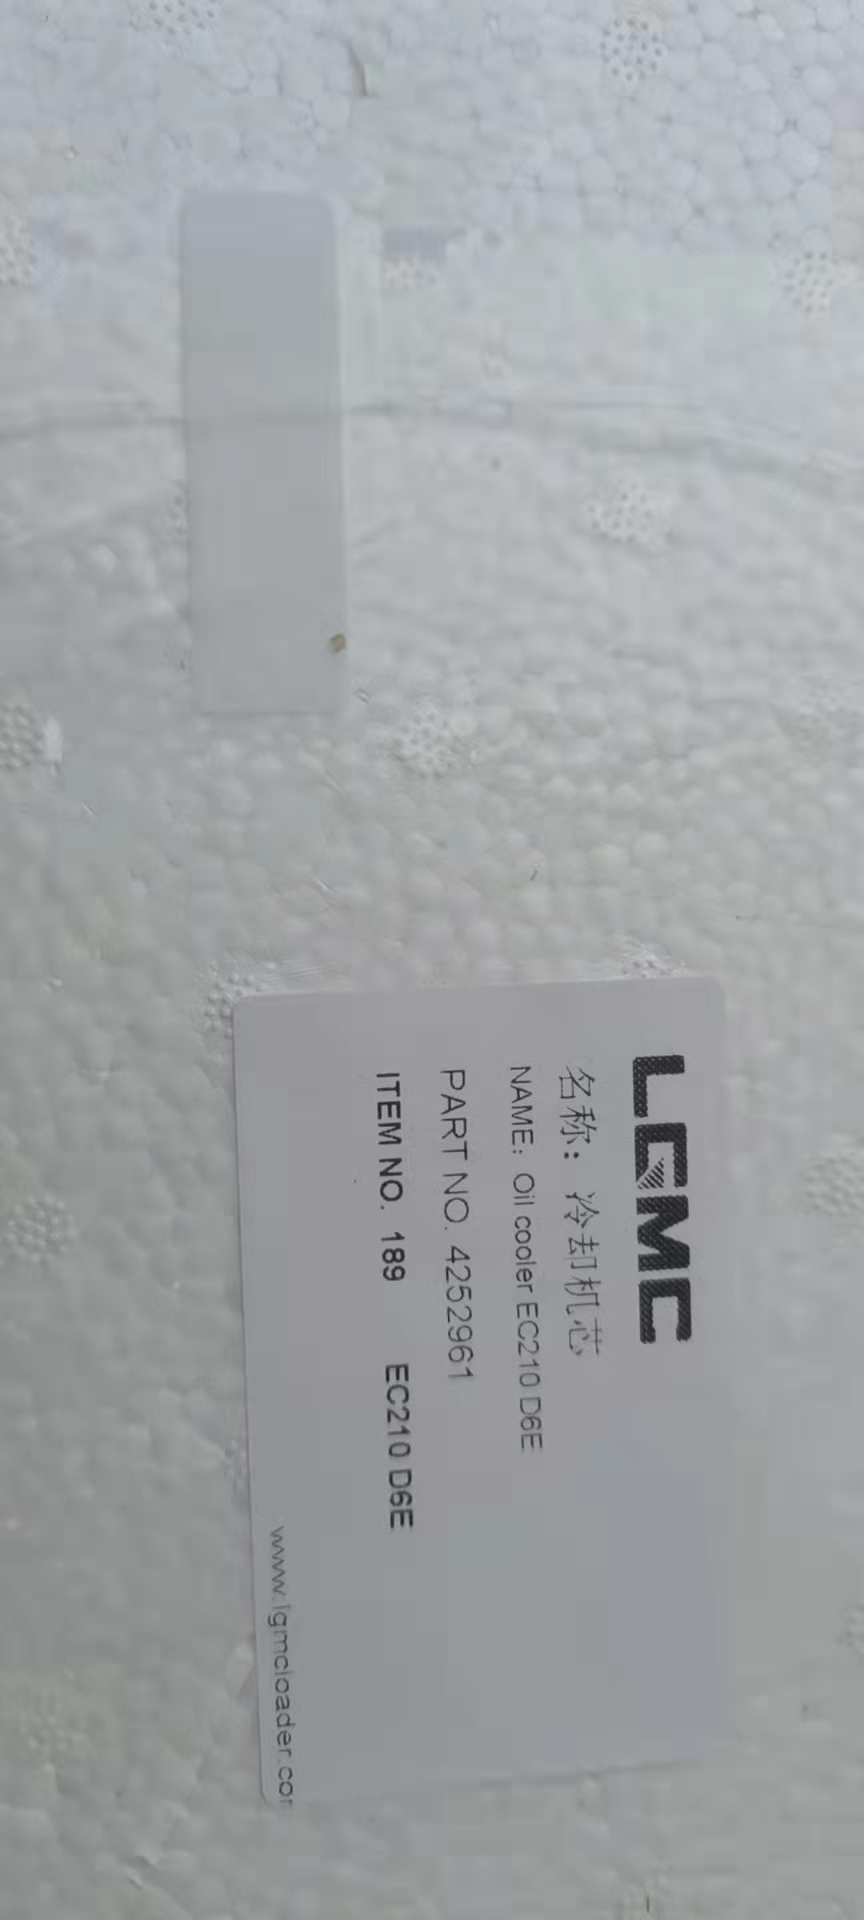 LGMC
名称：冷却机芯
NAME: Oil cooler EC210 D6E
PART NO. 4252961
ITEM NO. 189 EC210 D6E
www.lgmcloader.com